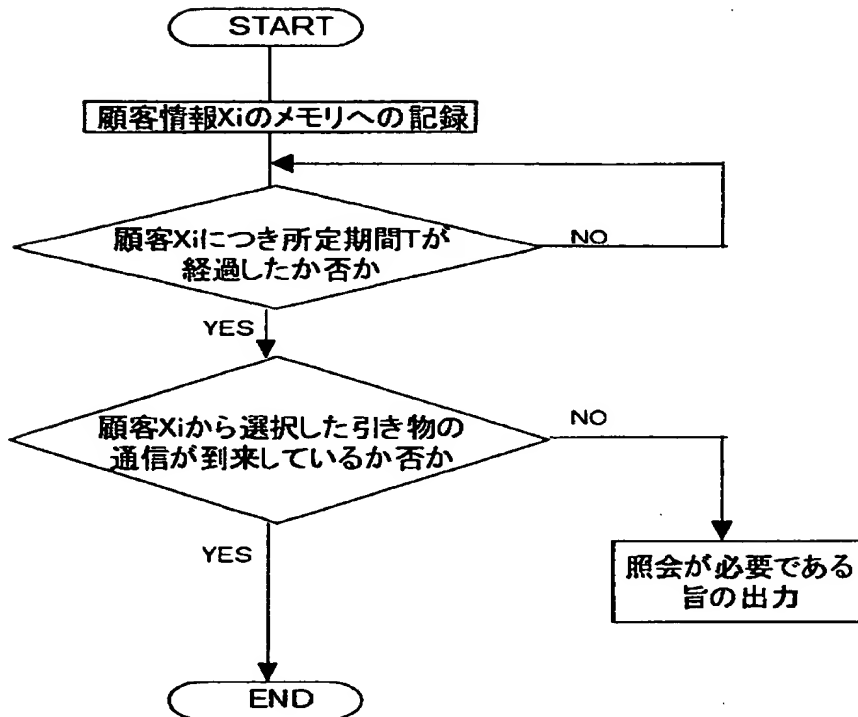 START
顧客情報Xiのメモリへの記録
顧客Xiにつき所定期間Tが
経過したか否か
NO
YES
顧客Xiから選択した引き物の
通信が到来しているか否か
NO
YES
照会が必要である
旨の出力
END